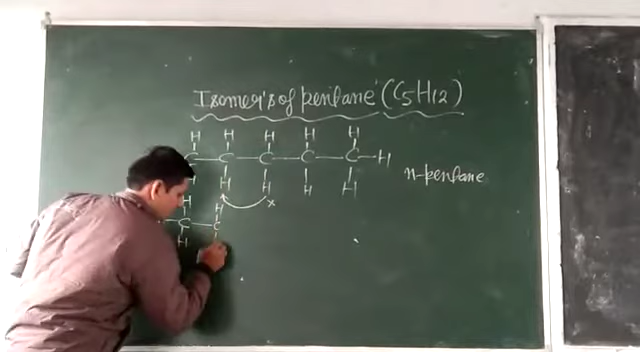 Isomer's of pentane (C5H12)
H H H H H
C — C — C — C — C — H
H H H H H
n-pentane
x
H H
— C — C
H